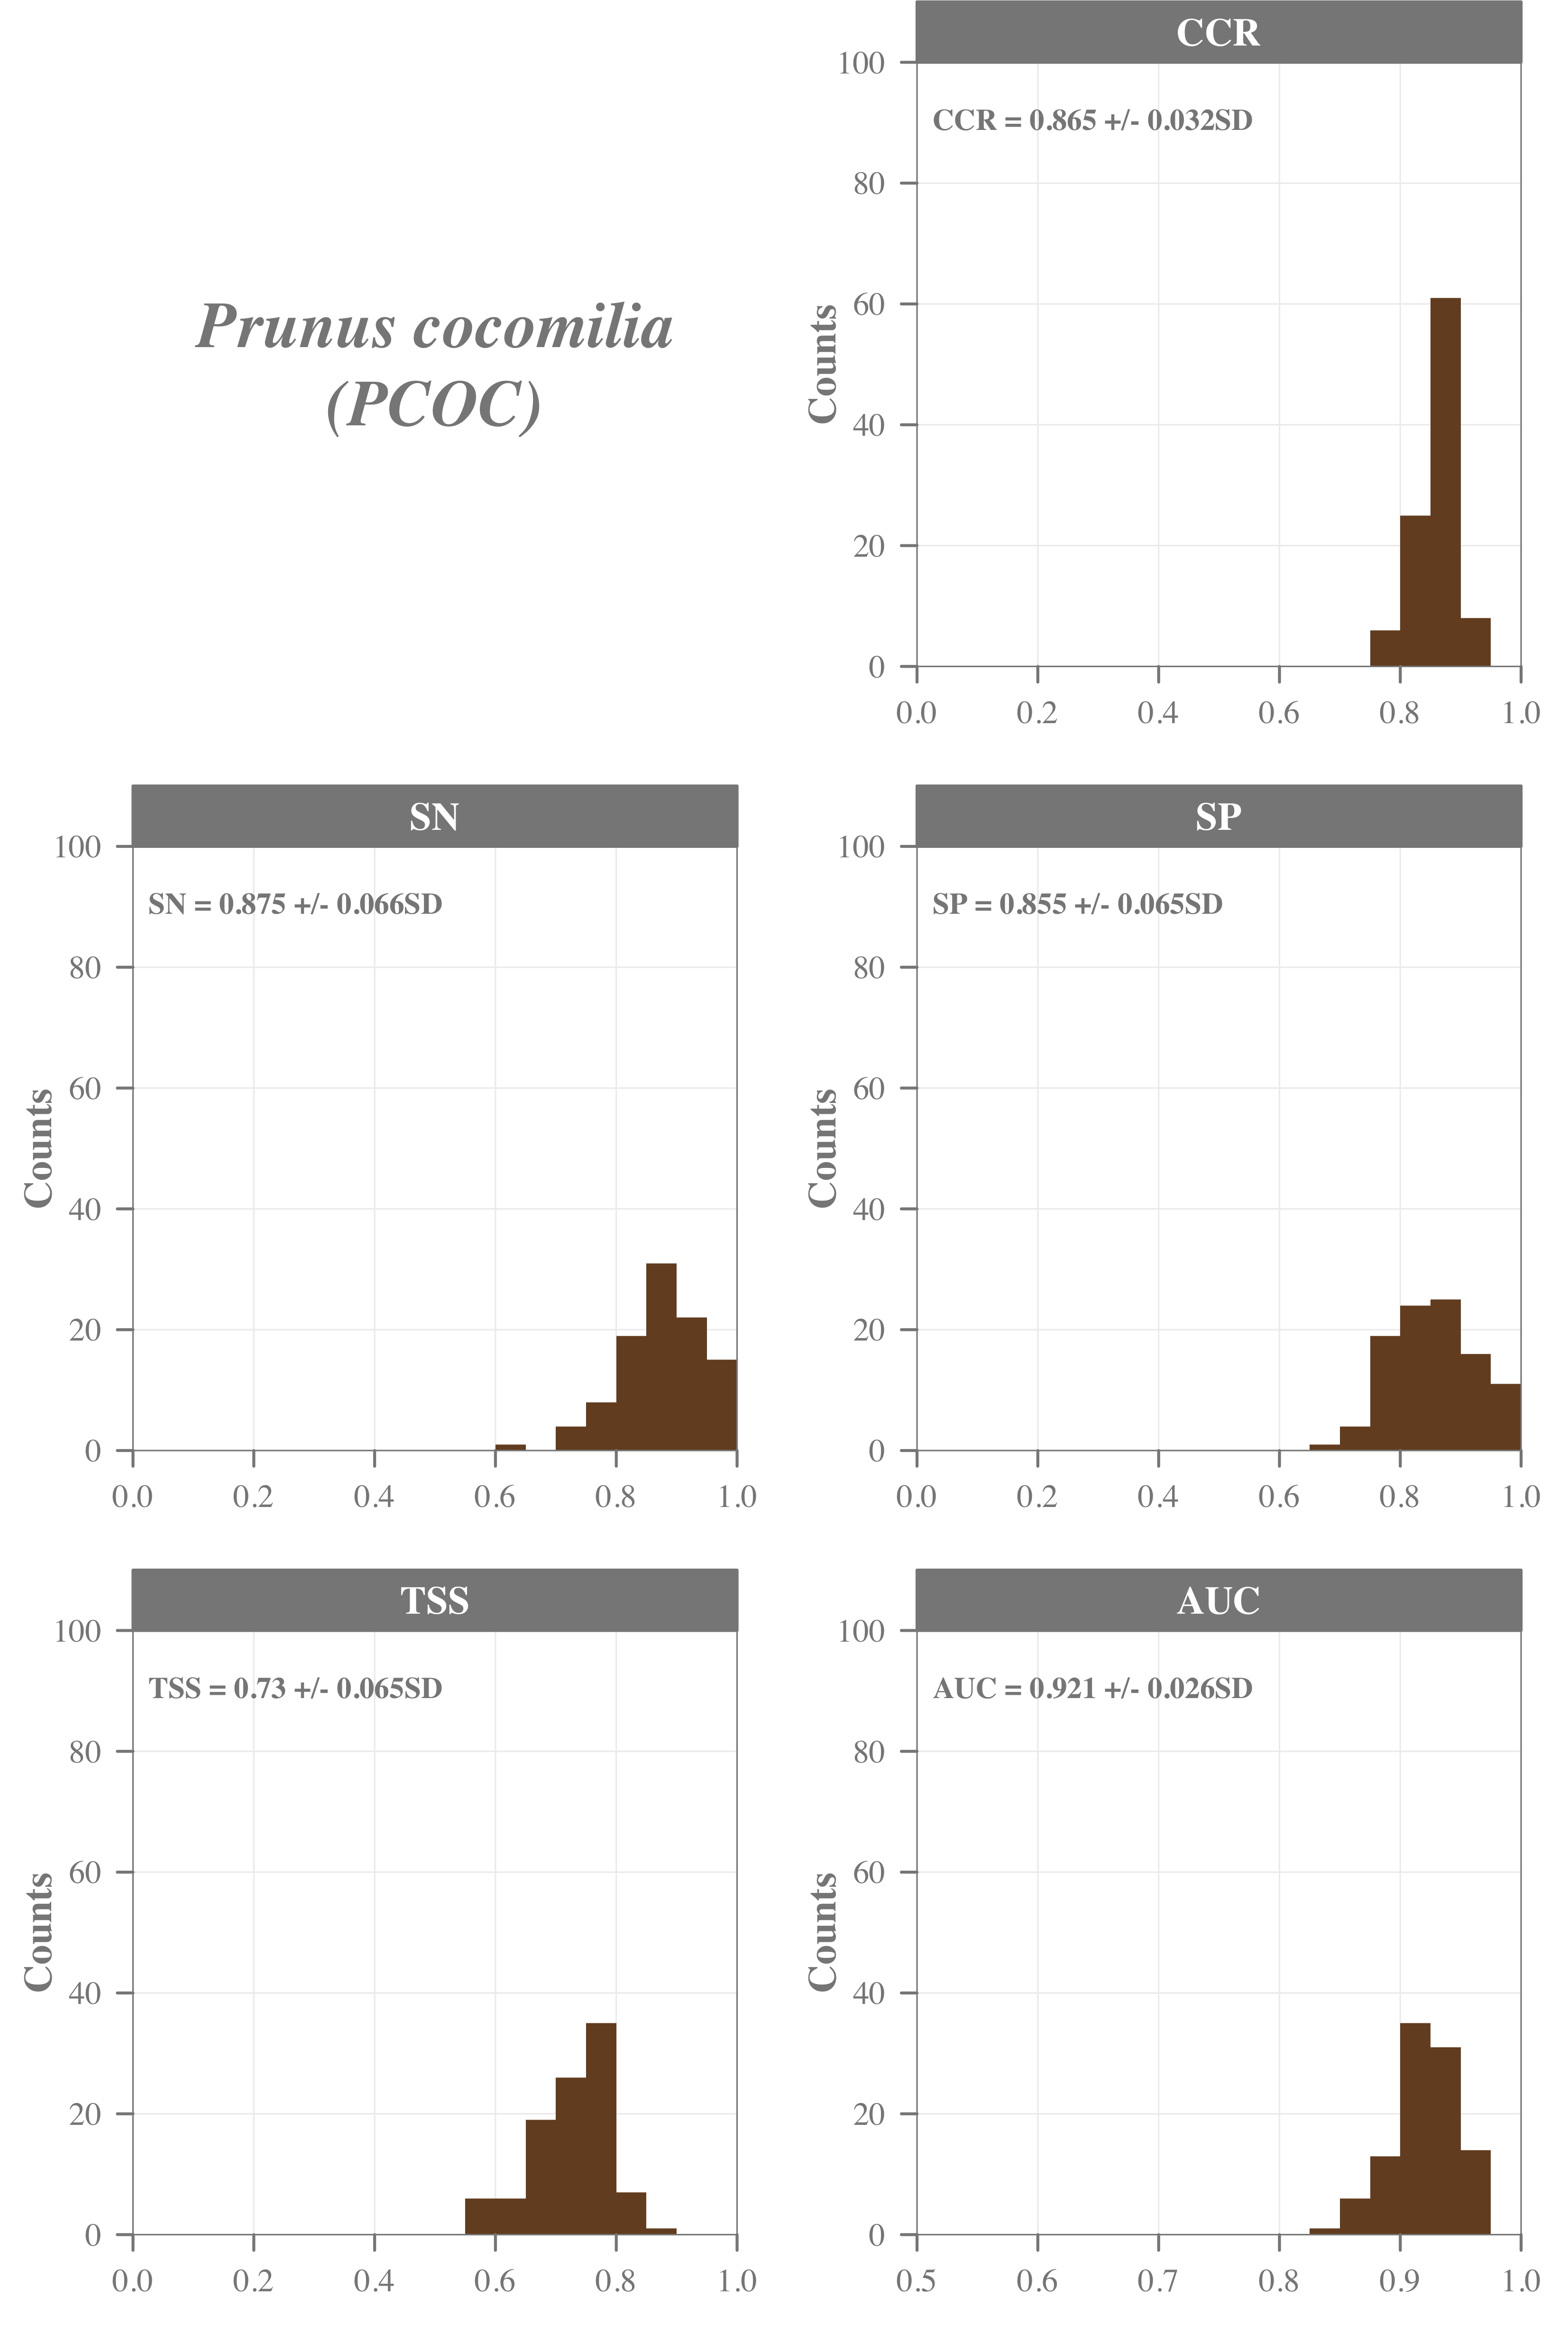 Prunus cocomilia
(PCOC)
CCR
CCR = 0.865 +/- 0.032SD
Counts
100
80
60
40
20
0
0.0 0.2 0.4 0.6 0.8 1.0
SN
SN = 0.875 +/- 0.066SD
Counts
100
80
60
40
20
0
0.0 0.2 0.4 0.6 0.8 1.0
SP
SP = 0.855 +/- 0.065SD
Counts
100
80
60
40
20
0
0.0 0.2 0.4 0.6 0.8 1.0
TSS
TSS = 0.73 +/- 0.065SD
Counts
100
80
60
40
20
0
0.0 0.2 0.4 0.6 0.8 1.0
AUC
AUC = 0.921 +/- 0.026SD
Counts
100
80
60
40
20
0
0.5 0.6 0.7 0.8 0.9 1.0